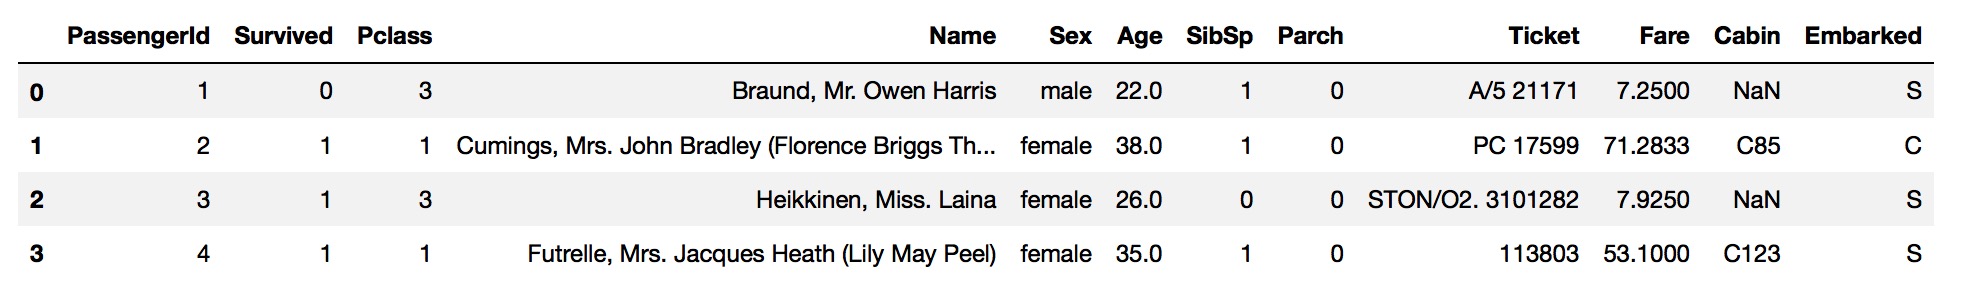 PassengerId Survived Pclass Name Sex Age SibSp Parch Ticket Fare Cabin Embarked
0 1 0 3 Braund, Mr. Owen Harris male 22.0 1 0 A/5 21171 7.2500 NaN S
1 2 1 1 Cumings, Mrs. John Bradley (Florence Briggs Th... female 38.0 1 0 PC 17599 71.2833 C85 C
2 3 1 3 Heikkinen, Miss. Laina female 26.0 0 0 STON/O2. 3101282 7.9250 NaN S
3 4 1 1 Futrelle, Mrs. Jacques Heath (Lily May Peel) female 35.0 1 0 113803 53.1000 C123 S